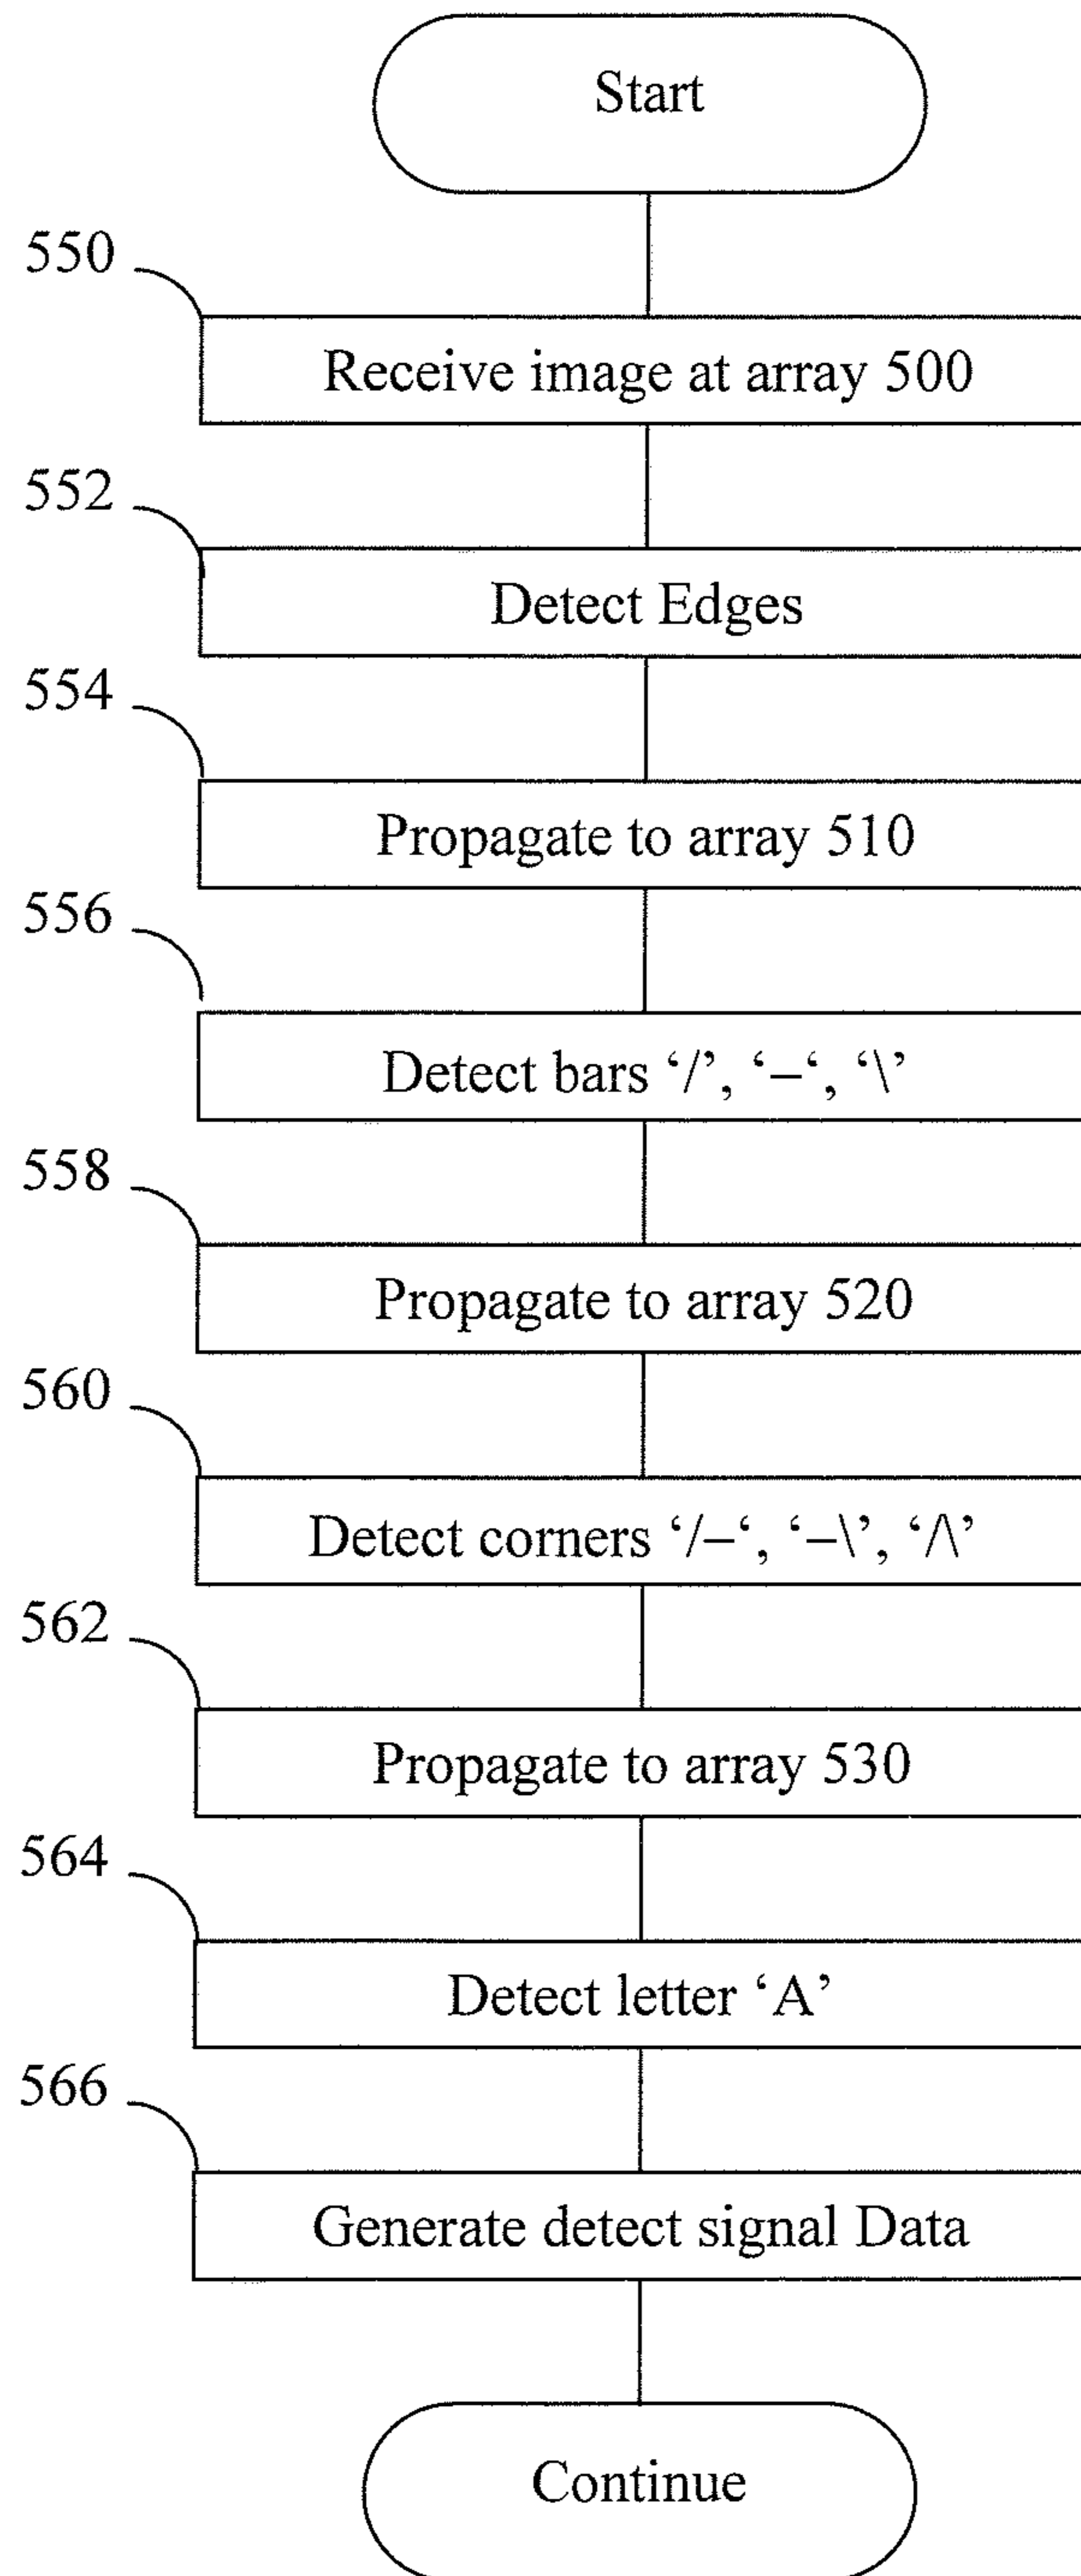 Start
550
Receive image at array 500
552
Detect Edges
554
Propagate to array 510
556
Detect bars ‘/’, ‘–‘, ‘\’
558
Propagate to array 520
560
Detect corners ‘/–‘, ‘–\’, ‘/\’
562
Propagate to array 530
564
Detect letter ‘A’
566
Generate detect signal Data
Continue